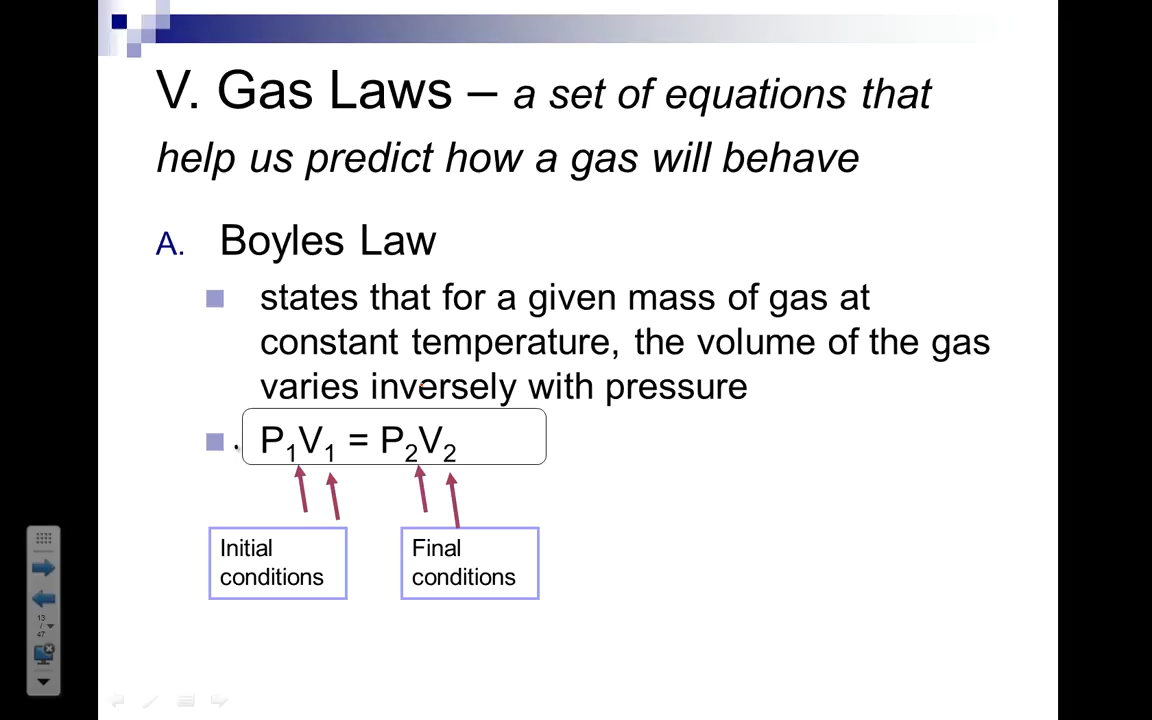 V. Gas Laws – a set of equations that
help us predict how a gas will behave
A. Boyles Law
states that for a given mass of gas at
constant temperature, the volume of the gas
varies inversely with pressure
P₁V₁ = P₂V₂
Initial
conditions
Final
conditions
13
/
47